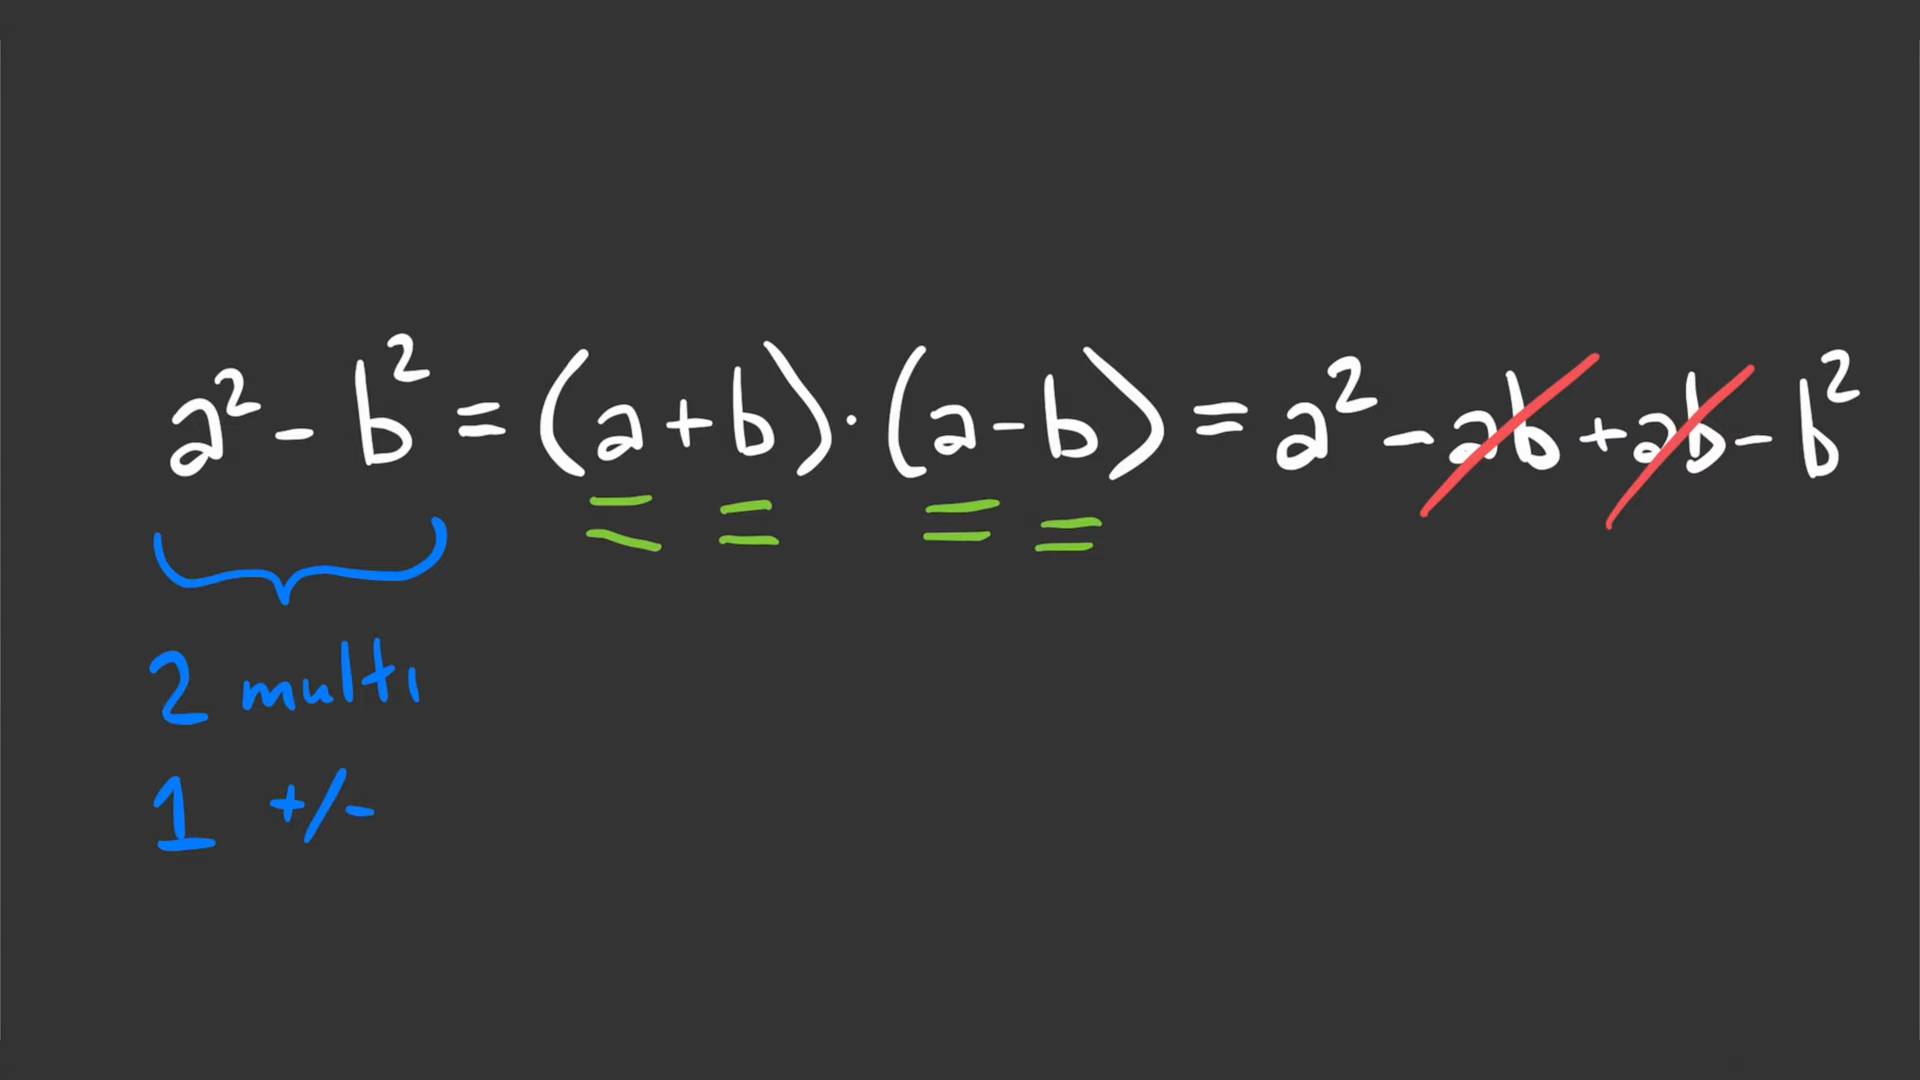 a² - b² = (a+b)·(a-b) = a² - ab + ab - b²
2 multi
1 +/-